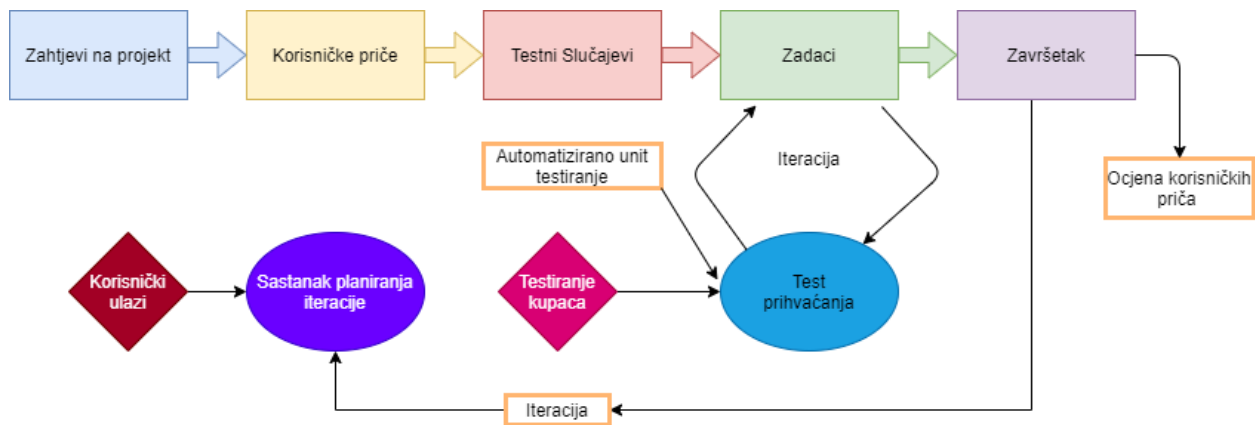 Zahtjevi na projekt
Korisničke priče
Testni Slučajevi
Zadaci
Završetak
Automatizirano unit
testiranje
Iteracija
Ocjena korisničkih
priča
Korisnički
ulazi
Sastanak planiranja
iteracije
Testiranje
kupaca
Test
prihvaćanja
Iteracija